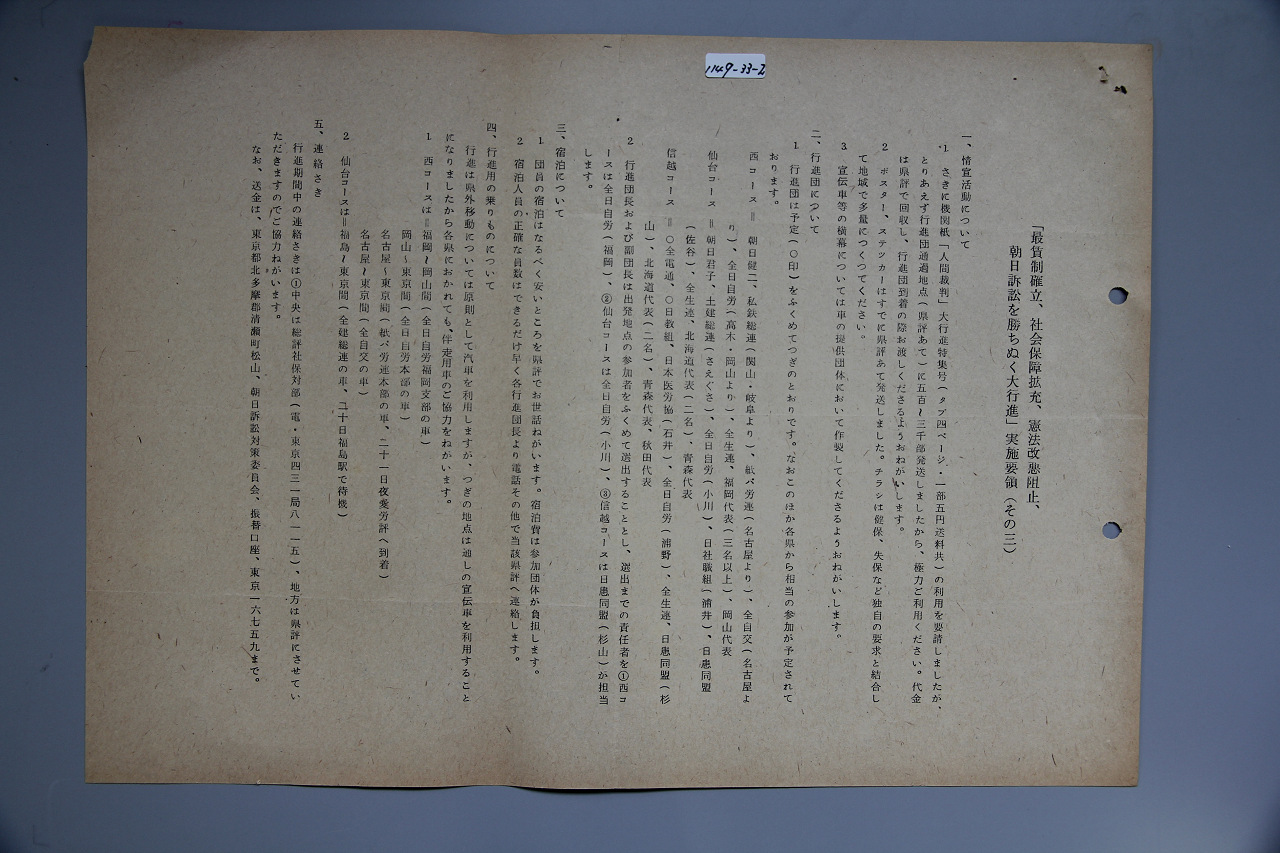 1149-33-2
「最賃制確立、社会保障拡充、憲法改悪阻止、
朝日訴訟を勝ちぬく大行進」実施要領(その三)
一、情宣活動について
1 さきに機関紙「人間裁判」大行進特集号(タブ四ページ・一部五円送料共)の利用を要請しましたが、
とりあえず行進団通過地点(県評あて)に五百~三千部発送しましたから、極力ご利用ください。代金
は県評で回収し、行進団到着の際お渡しくださるようおねがいします。
2 ポスター、ステッカーはすでに県評あて発送しました。チラシは健保、失保など独自の要求と結合し
て地域で多量につくつてください。
3 宣伝車等の横幕については車の提供団体において作製してくださるようおねがいします。
二、行進団について
1 行進団は予定(○印)をふくめてつぎのとおりです。なおこのほか各県から相当の参加が予定されて
おります。
西コース=朝日健二、私鉄総連(関山・岐阜より)、紙パ労連(名古屋より)、全自交(名古屋よ
り)、全日自労(高木・岡山より)、全生連、福岡代表(三名以上)、岡山代表
仙台コース=朝日君子、土建総連(さえぐさ)、全日自労(小川)、日社職組(浦井)、日患同盟
(佐谷)、全生連、北海道代表(二名)、青森代表
信越コース=○全電通、○日教組、日本医労協(石井)、全日自労(浦野)、全生連、日患同盟(杉
山)、北海道代表(二名)、青森代表、秋田代表
2 行進団長および副団長は出発地点の参加者をふくめて選出することとし、選出までの責任者を①西コ
ースは全日自労(福岡)、②仙台コースは全日自労(小川)、③信越コースは日患同盟(杉山)が担当
します。
三、宿泊について
1 団員の宿泊はなるべく安いところを県評でお世話ねがいます。宿泊費は参加団体が負担します。
2 宿泊人員の正確な員数はできるだけ早く各行進団長より電話その他で当該県評へ連絡します。
四、行進用の乗りものについて
行進は県外移動については原則として汽車を利用しますが、つぎの地点は通しの宣伝車を利用すること
になりましたから各県におかれても、伴走用車のご協力をねがいます。
1 西コースは=福岡~岡山間(全日自労福岡支部の車)
岡山~東京間(全日自労本部の車)
名古屋~東京間(紙パ労連本部の車、二十一日夜愛労評へ到着)
名古屋~東京間(全自交の車)
2 仙台コースは=福島~東京間(全建総連の車、二十日福島駅で待機)
五、連絡さき
行進期間中の連絡さきは①中央は総評社保対部(電・東京四三一局八一一五)、地方は県評にさせてい
ただきますのでご協力ねがいます。
なお、送金は、東京都北多摩郡清瀬町松山、朝日訴訟対策委員会、振替口座、東京一六七五九まで。